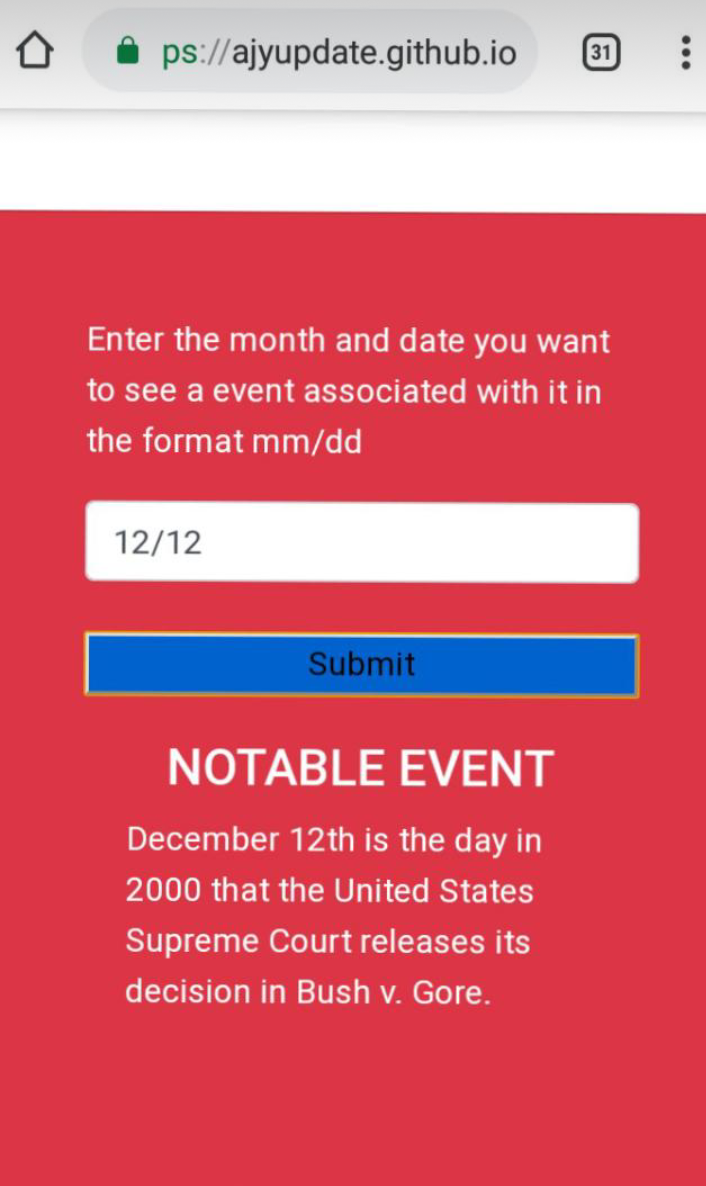 ps://ajyupdate.github.io
31
Enter the month and date you want
to see a event associated with it in
the format mm/dd
12/12
Submit
NOTABLE EVENT
December 12th is the day in
2000 that the United States
Supreme Court releases its
decision in Bush v. Gore.